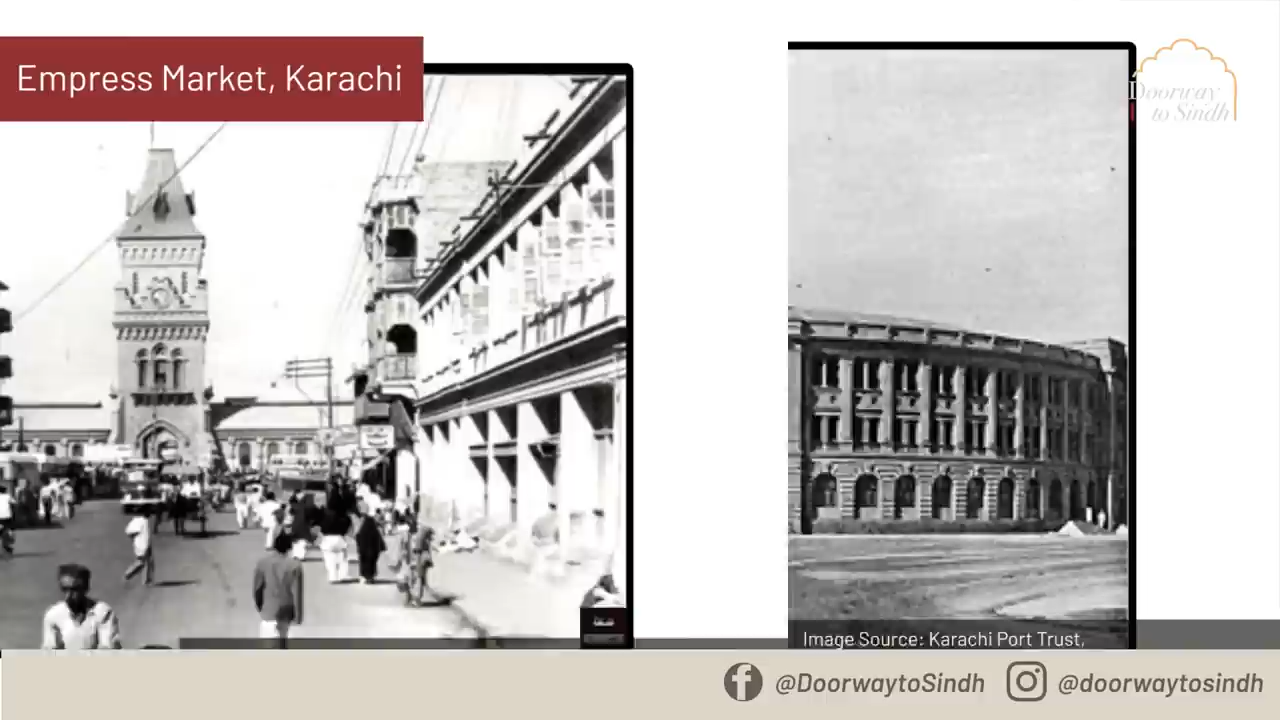 Empress Market, Karachi
Doorway
to Sindh
Image Source: Karachi Port Trust,
@DoorwaytoSindh
@doorwaytosindh